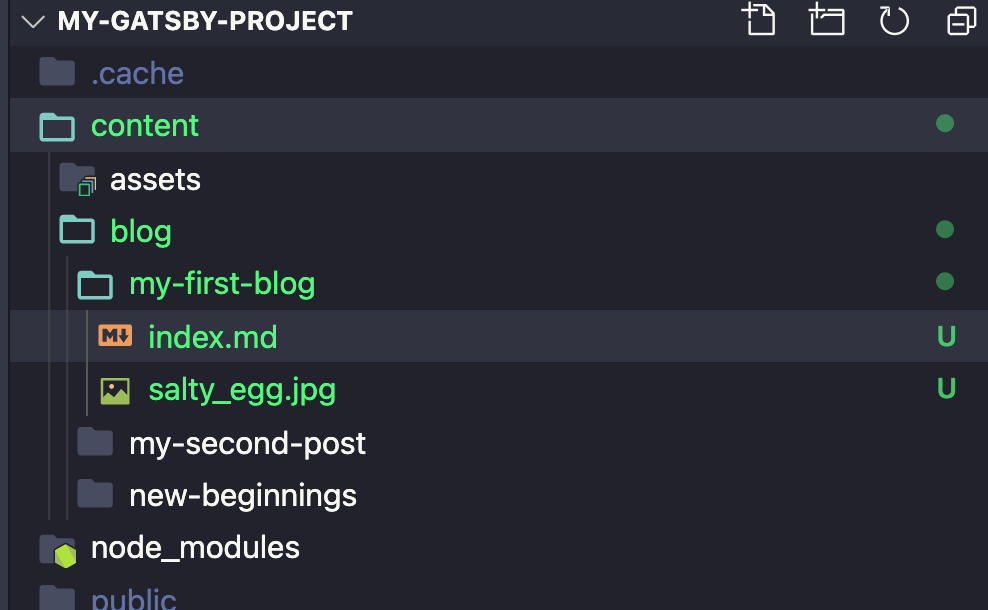 MY-GATSBY-PROJECT
.cache
content
assets
blog
my-first-blog
index.md U
salty_egg.jpg U
my-second-post
new-beginnings
node_modules
public